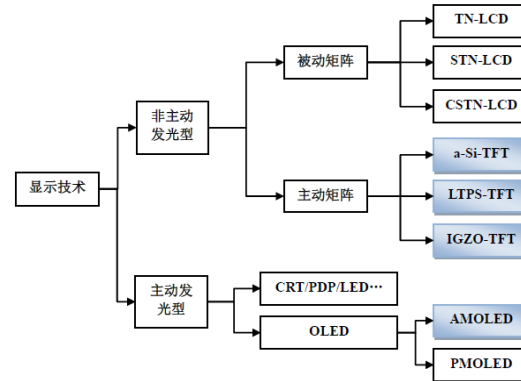 TN-LCD
被动矩阵
STN-LCD
非主动
发光型
CSTN-LCD
a-Si-TFT
显示技术
主动矩阵
LTPS-TFT
IGZO-TFT
主动发
光型
CRT/PDP/LED…
OLED
AMOLED
PMOLED